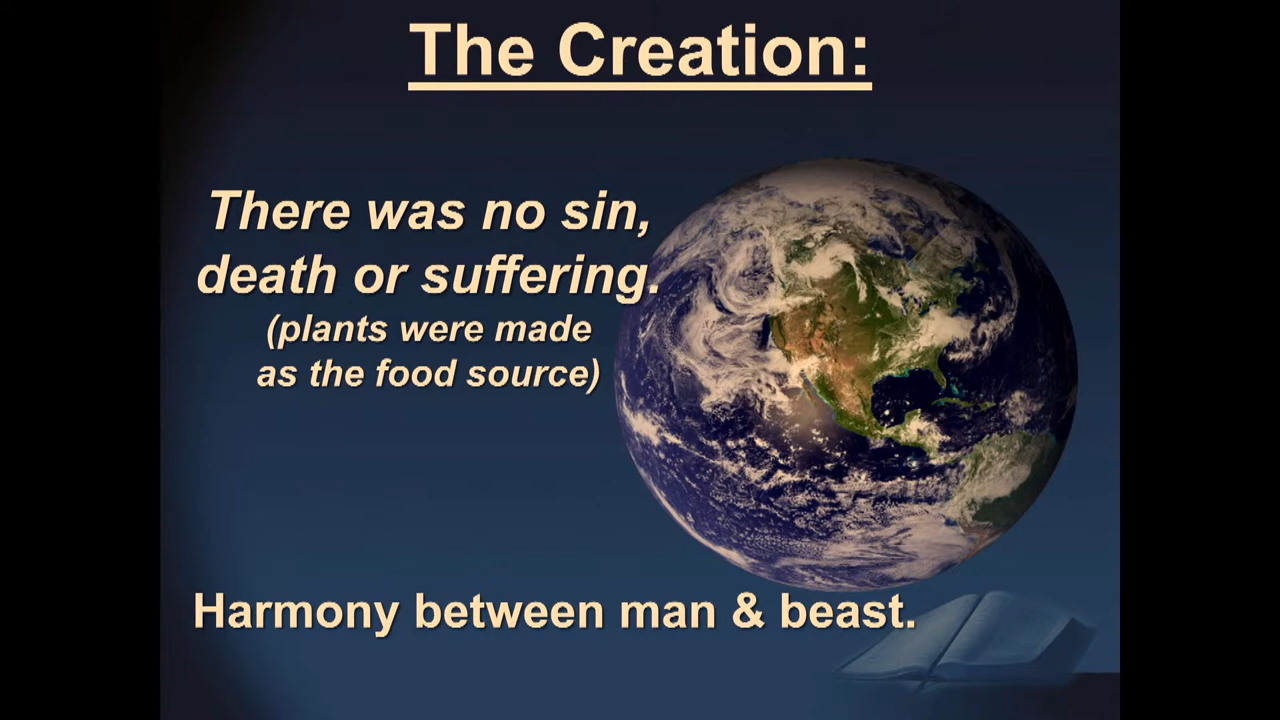 The Creation:
There was no sin,
death or suffering.
(plants were made
as the food source)
Harmony between man & beast.